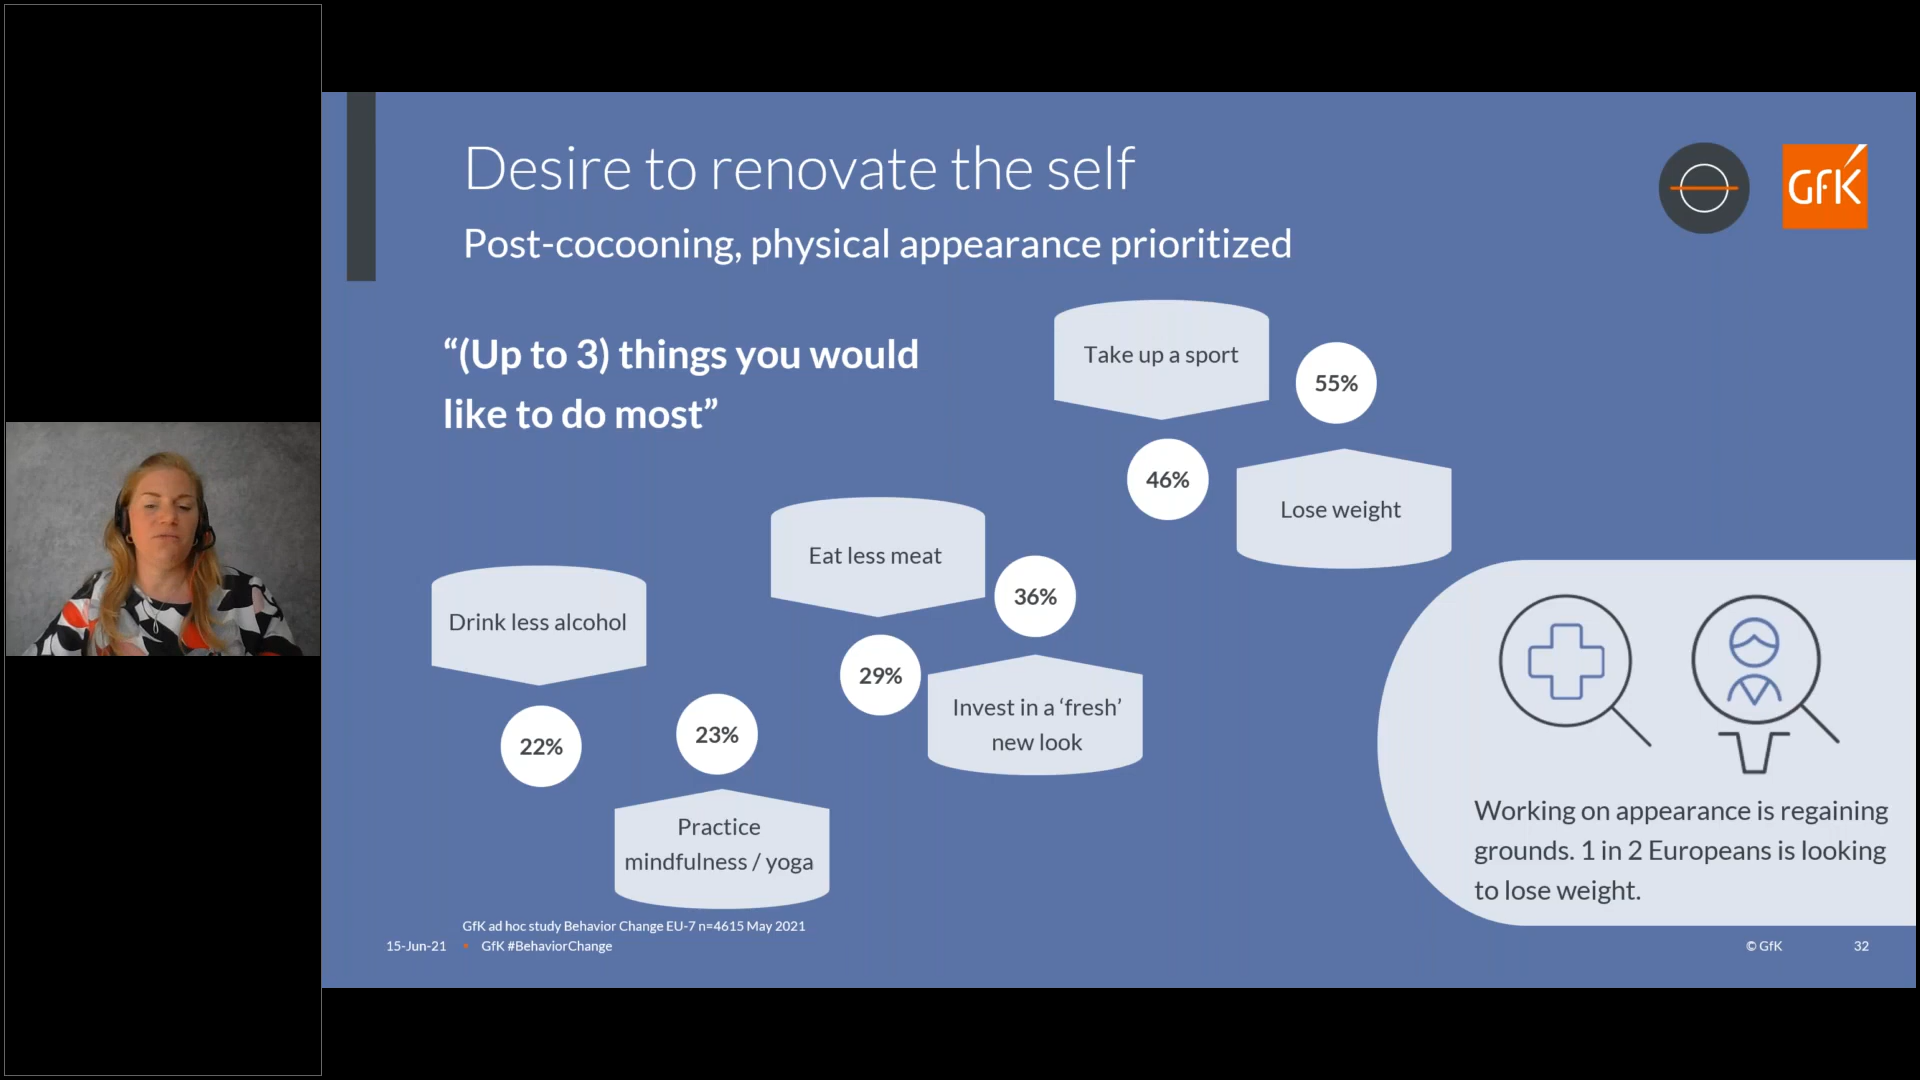 Desire to renovate the self
Post-cocooning, physical appearance prioritized
GfK
“(Up to 3) things you would
like to do most”
Take up a sport
55%
46%
Lose weight
Eat less meat
36%
29%
Invest in a ‘fresh’
new look
Drink less alcohol
22%
23%
Practice
mindfulness / yoga
Working on appearance is regaining
grounds. 1 in 2 Europeans is looking
to lose weight.
GfK ad hoc study Behavior Change EU-7 n=4615 May 2021
15-Jun-21 • GfK #BehaviorChange
© GfK 32